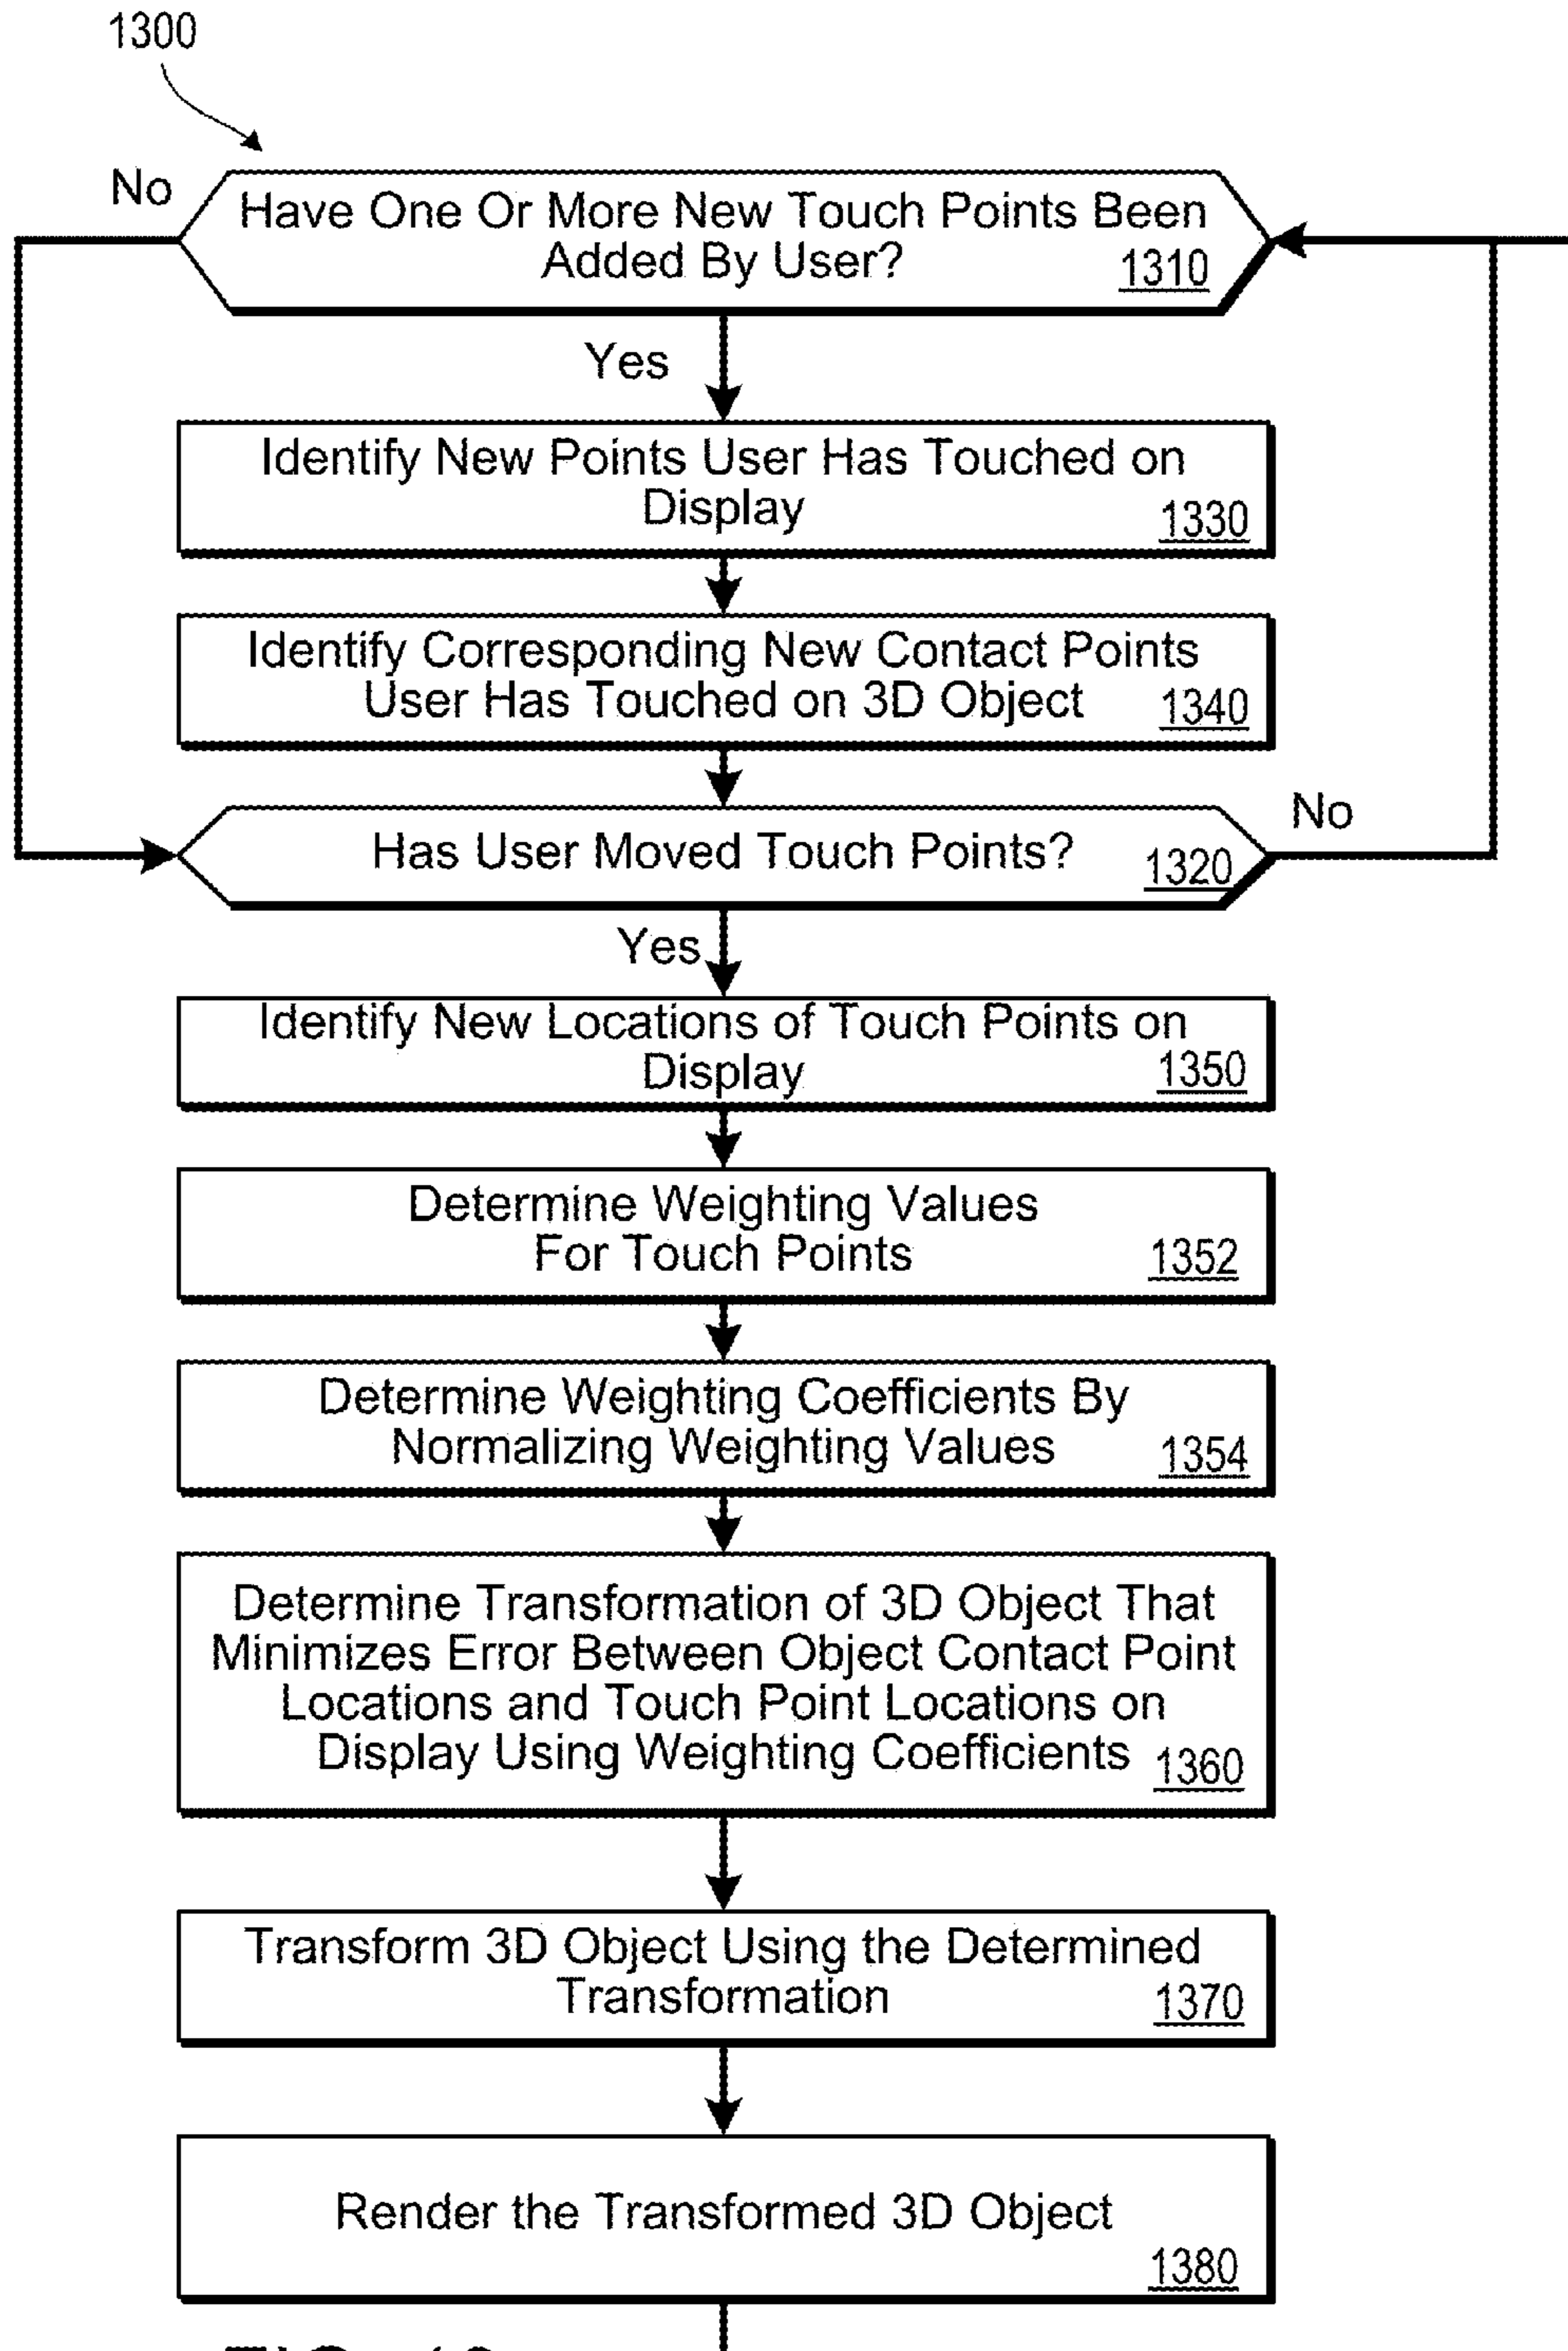 1300
No
Have One Or More New Touch Points Been
Added By User?
1310
Yes
Identify New Points User Has Touched on
Display
1330
Identify Corresponding New Contact Points
User Has Touched on 3D Object
1340
No
Has User Moved Touch Points?
1320
Yes
Identify New Locations of Touch Points on
Display
1350
Determine Weighting Values
For Touch Points
1352
Determine Weighting Coefficients By
Normalizing Weighting Values
1354
Determine Transformation of 3D Object That
Minimizes Error Between Object Contact Point
Locations and Touch Point Locations on
Display Using Weighting Coefficients
1360
Transform 3D Object Using the Determined
Transformation
1370
Render the Transformed 3D Object
1380